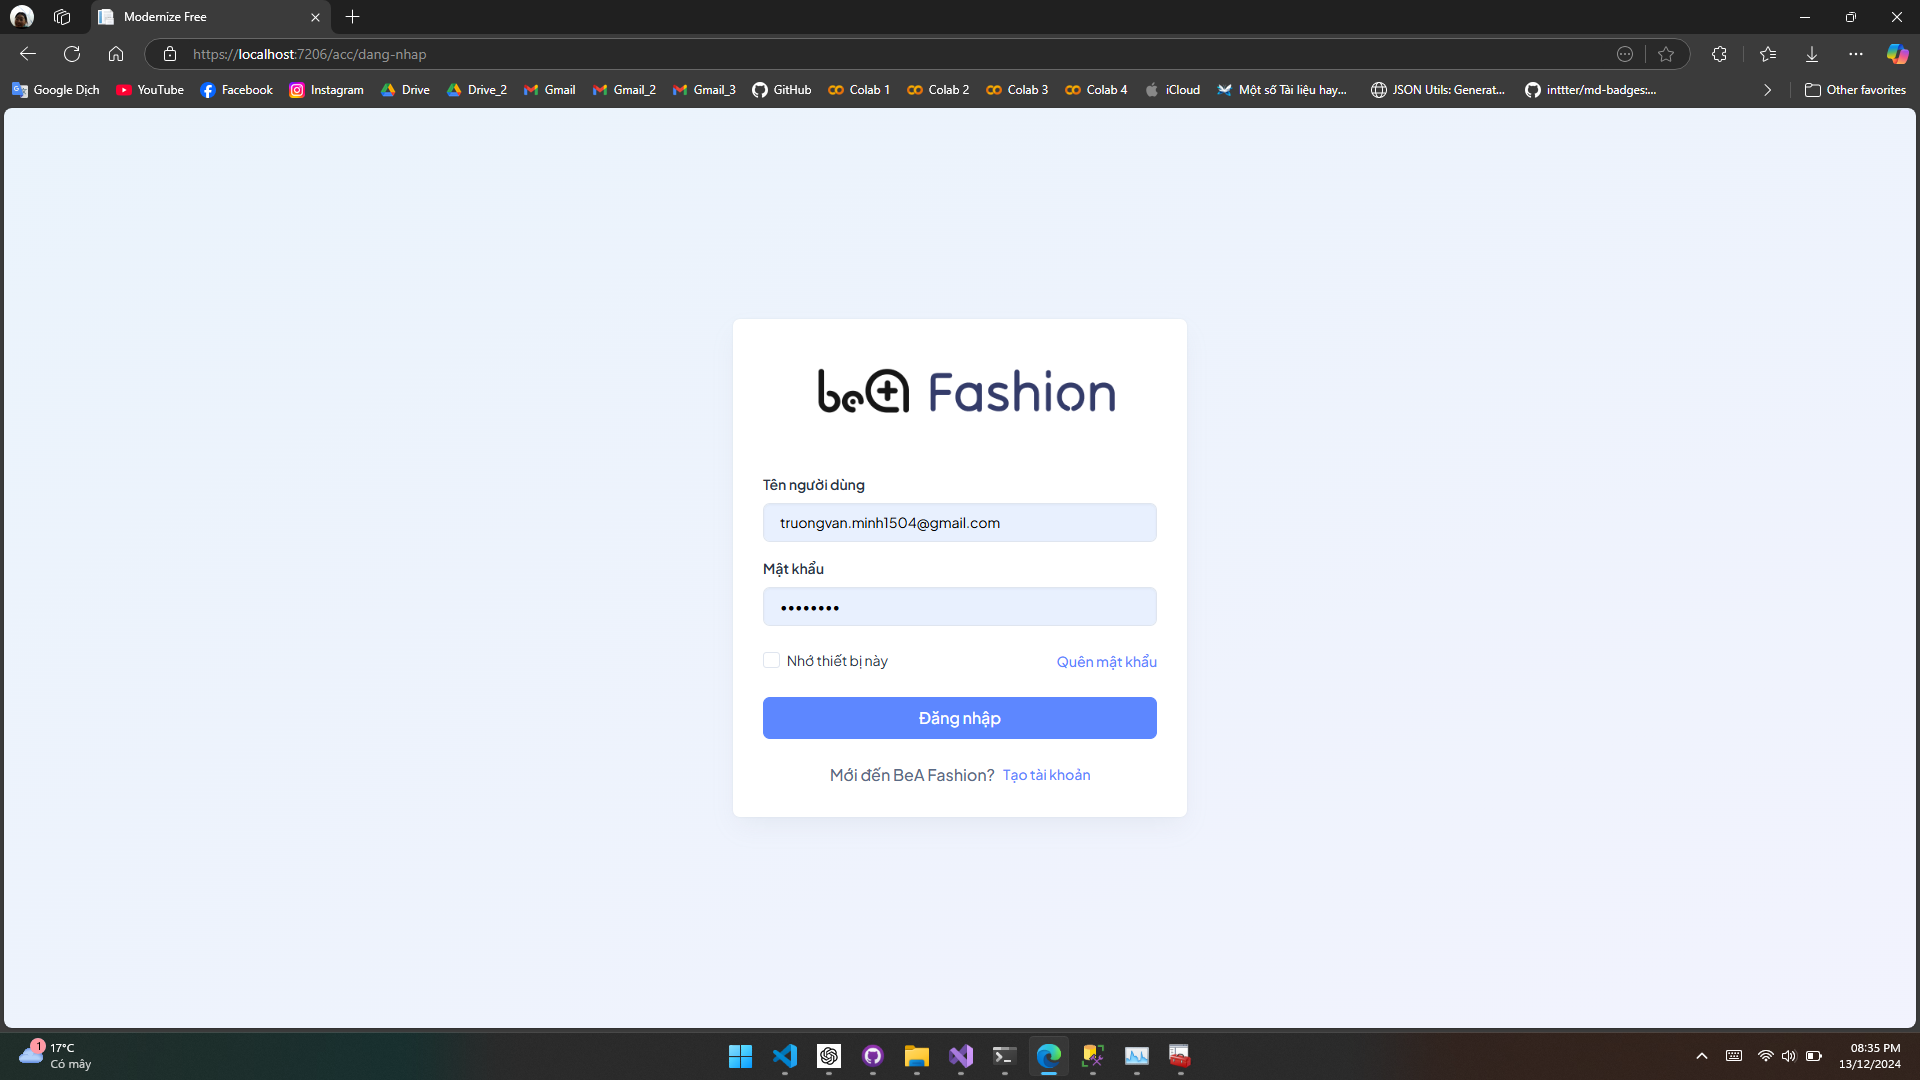 Modernize Free
https://localhost:7206/acc/dang-nhap
Google Dịch
YouTube
Facebook
Instagram
Drive
Drive_2
Gmail
Gmail_2
Gmail_3
GitHub
Colab 1
Colab 2
Colab 3
Colab 4
iCloud
Một số Tài liệu hay...
JSON Utils: Generat...
inttter/md-badges:...
Other favorites
beA Fashion
Tên người dùng
truongvan.minh1504@gmail.com
Mật khẩu
Nhớ thiết bị này
Quên mật khẩu
Đăng nhập
Mới đến BeA Fashion? Tạo tài khoản
1
17°C
Có mây
08:35 PM
13/12/2024